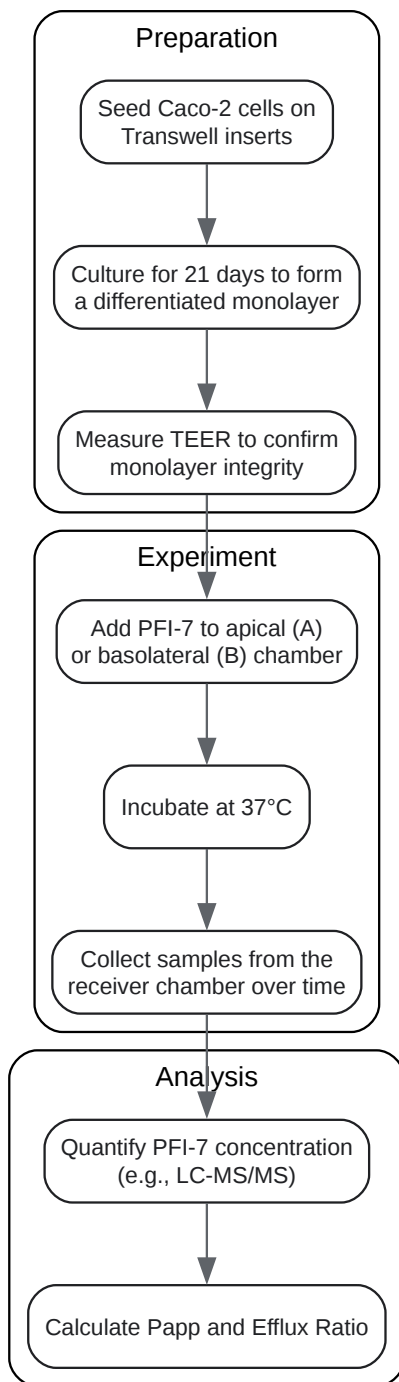 Preparation
Seed Caco-2 cells on
Transwell inserts
Culture for 21 days to form
a differentiated monolayer
Measure TEER to confirm
monolayer integrity
Experiment
Add PFI-7 to apical (A)
or basolateral (B) chamber
Incubate at 37°C
Collect samples from the
receiver chamber over time
Analysis
Quantify PFI-7 concentration
(e.g., LC-MS/MS)
Calculate Papp and Efflux Ratio